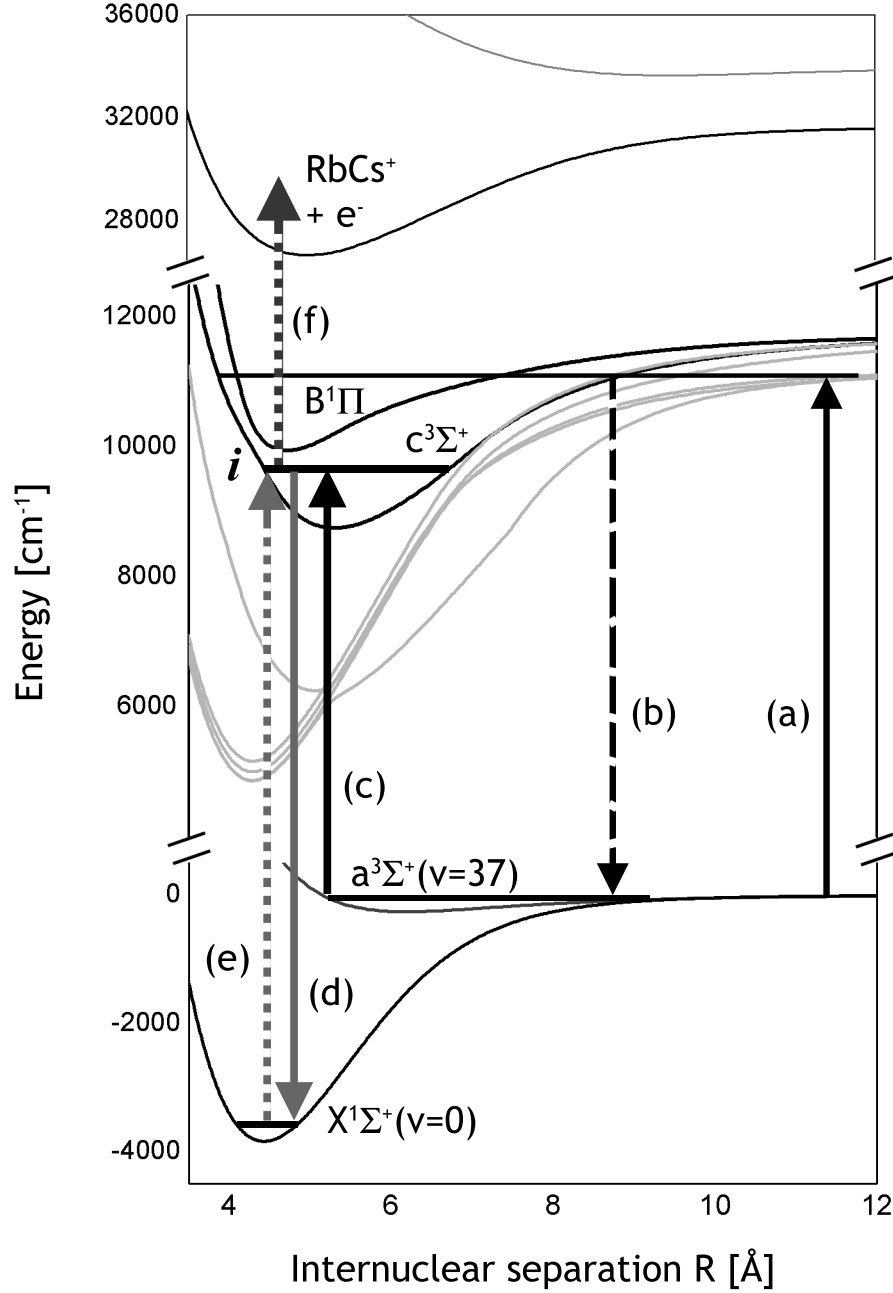 36000
32000
28000
12000
10000
8000
6000
0
-2000
-4000
Energy [cm⁻¹]
RbCs⁺
+ e⁻
(f)
B¹Π
c³Σ⁺
i
(b)
(a)
(c)
a³Σ⁺(v=37)
(e)
(d)
X¹Σ⁺(v=0)
4 6 8 10 12
Internuclear separation R [Å]